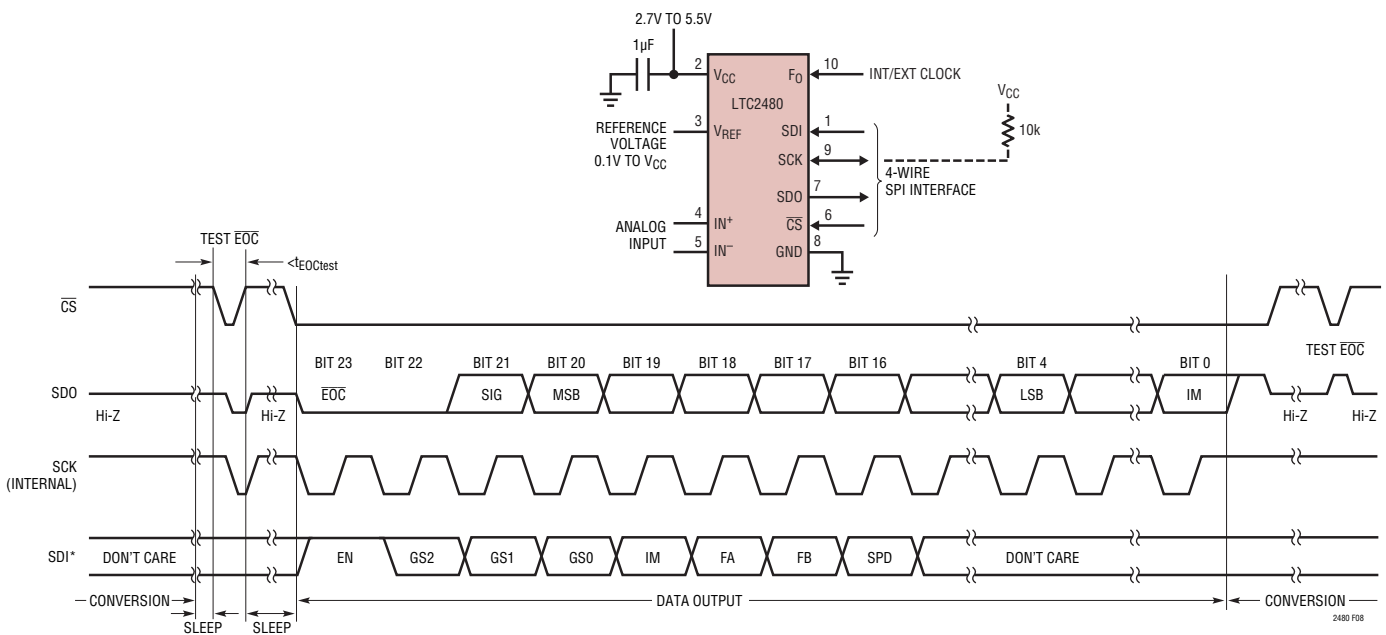 2.7V TO 5.5V
1µF
2
VCC
LTC2480
FO
10
INT/EXT CLOCK
REFERENCE
VOLTAGE
0.1V TO VCC
3
VREF
SDI
1
SCK
9
SDO
7
CS
6
4-WIRE
SPI INTERFACE
VCC
10k
ANALOG
INPUT
4
IN+
5
IN−
GND
8
TEST EOC
<tEOCtest
CS
BIT 23 BIT 22 BIT 21 BIT 20 BIT 19 BIT 18 BIT 17 BIT 16 BIT 4 BIT 0
TEST EOC
SDO
EOC SIG MSB LSB IM
Hi-Z Hi-Z Hi-Z Hi-Z
SCK
(INTERNAL)
SDI* DON'T CARE EN GS2 GS1 GS0 IM FA FB SPD DON'T CARE
CONVERSION DATA OUTPUT CONVERSION
SLEEP SLEEP
2480 F08